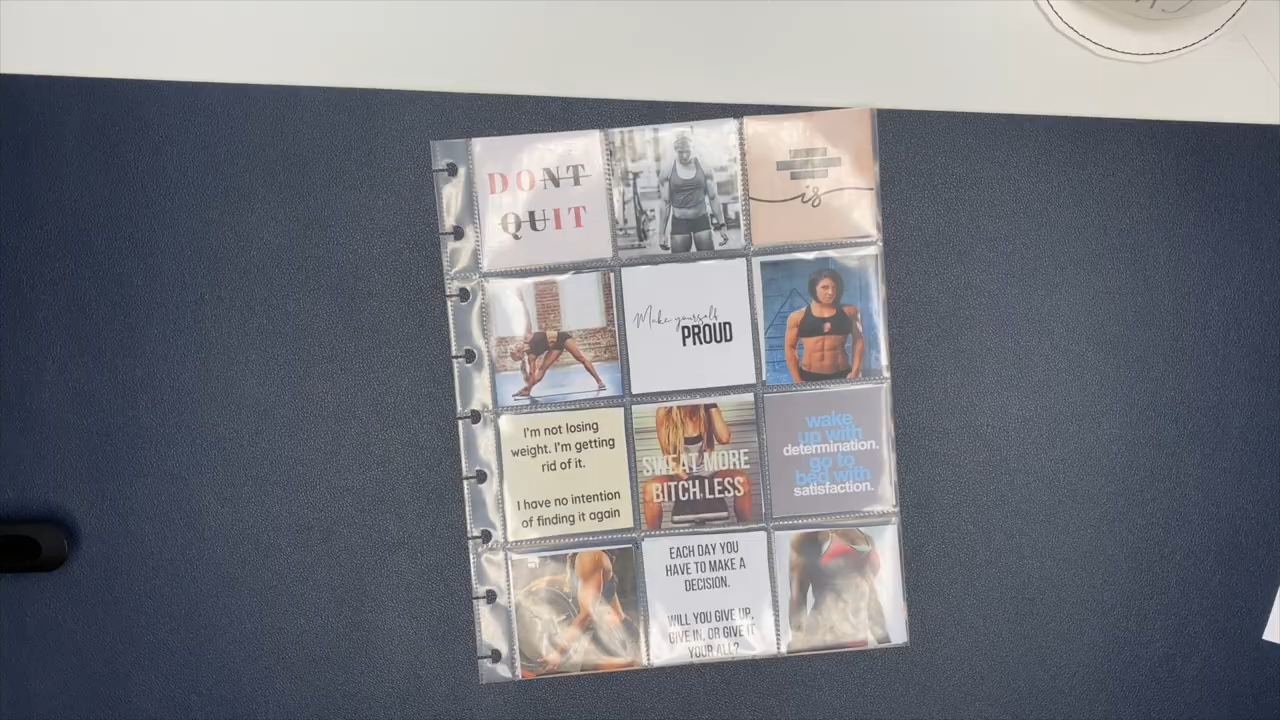 DONT
QUIT
is
Make yourself
PROUD
I'm not losing
weight. I'm getting
rid of it.
I have no intention
of finding it again
SWEAT MORE
BITCH LESS
wake
up with
determination.
go to
bed with
satisfaction.
EACH DAY YOU
HAVE TO MAKE A
DECISION.
WILL YOU GIVE UP,
GIVE IN, OR GIVE IT
YOUR ALL?